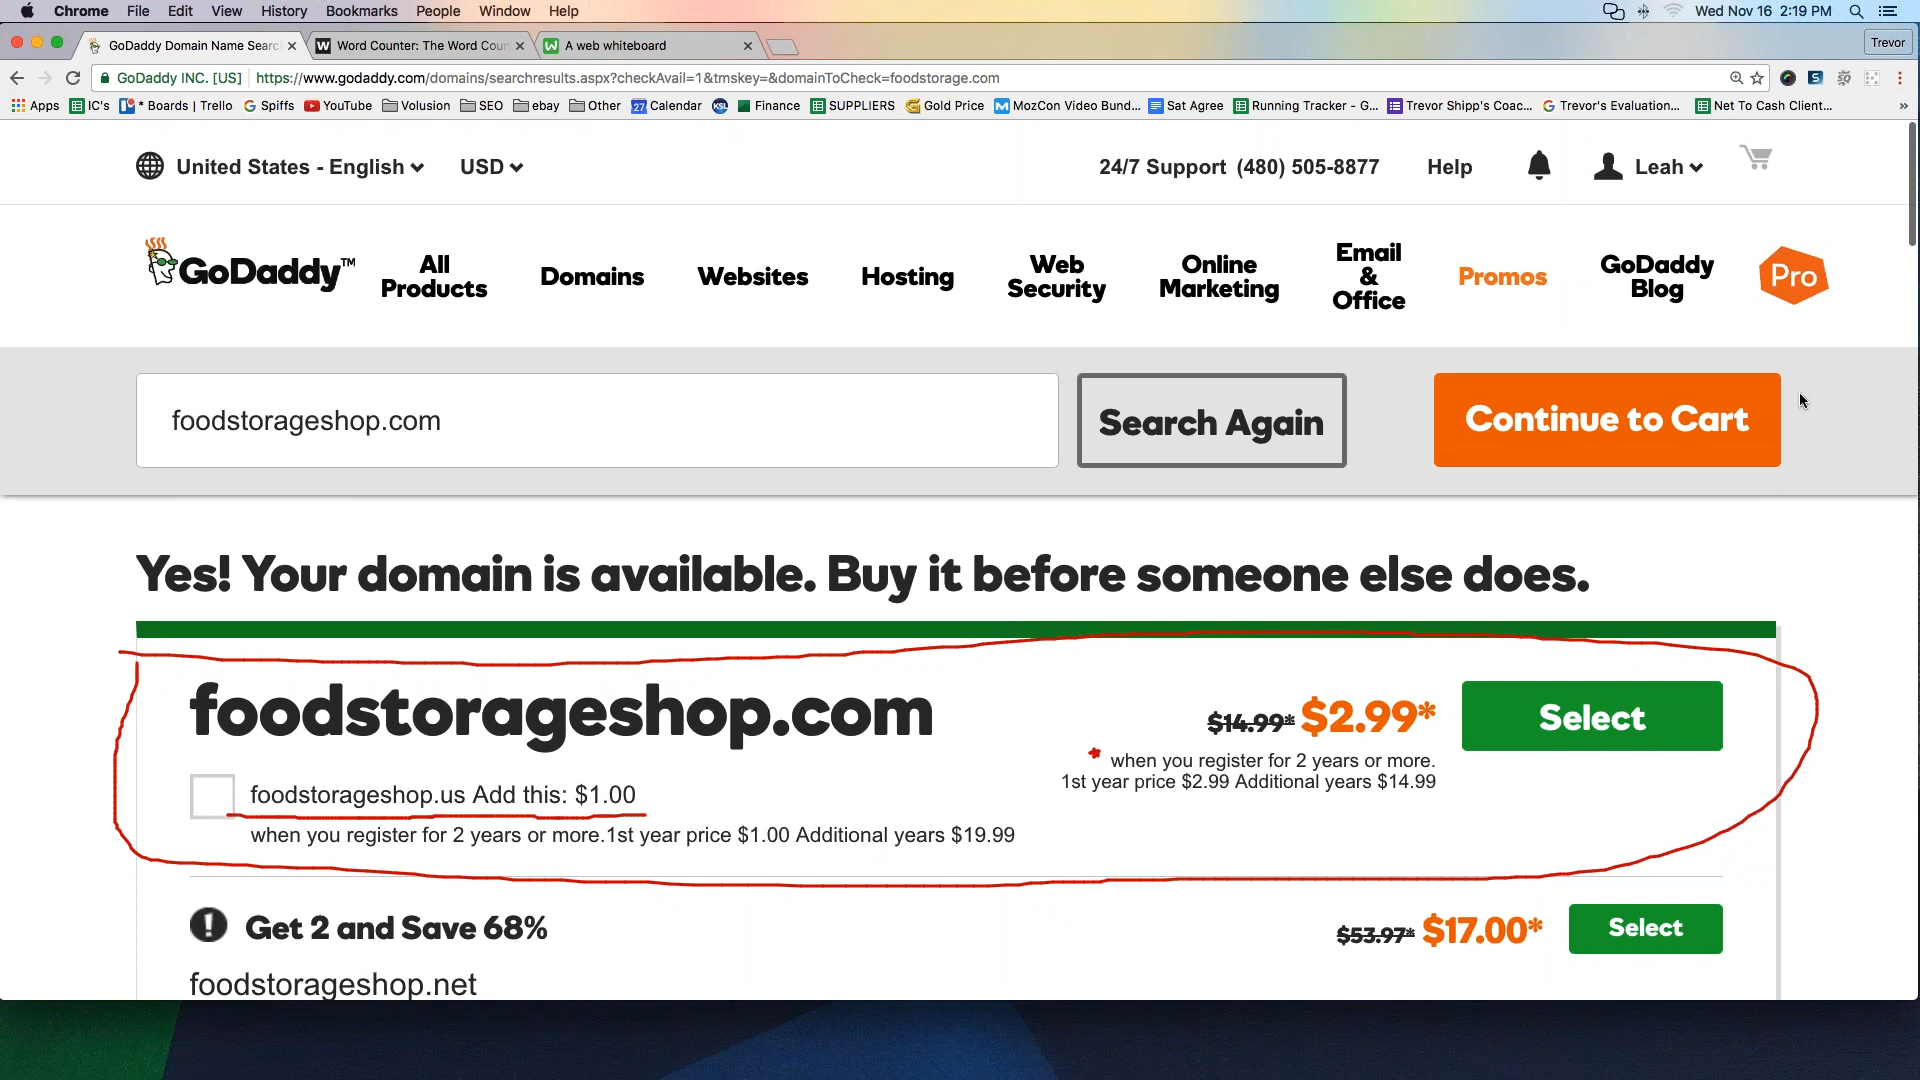 Chrome File Edit View History Bookmarks People Window Help Wed Nov 16 2:19 PM
GoDaddy Domain Name Searc Word Counter: The Word Coun A web whiteboard Trevor
GoDaddy INC. [US] https://www.godaddy.com/domains/searchresults.aspx?checkAvail=1&tmskey=&domainToCheck=foodstorage.com
Apps IC's * Boards | Trello Spiffs YouTube Volusion SEO ebay Other 27 Calendar KSL Finance SUPPLIERS Gold Price MozCon Video Bund... Sat Agree Running Tracker - G... Trevor Shipp's Coac... Trevor's Evaluation... Net To Cash Client... »
United States - English USD 24/7 Support (480) 505-8877 Help Leah
GoDaddy™ All Products Domains Websites Hosting Web Security Online Marketing Email & Office Promos GoDaddy Blog Pro
foodstorageshop.com Search Again Continue to Cart
Yes! Your domain is available. Buy it before someone else does.
foodstorageshop.com $14.99* $2.99* Select
* when you register for 2 years or more.
1st year price $2.99 Additional years $14.99
foodstorageshop.us Add this: $1.00
when you register for 2 years or more.1st year price $1.00 Additional years $19.99
Get 2 and Save 68% $53.97* $17.00* Select
foodstorageshop.net